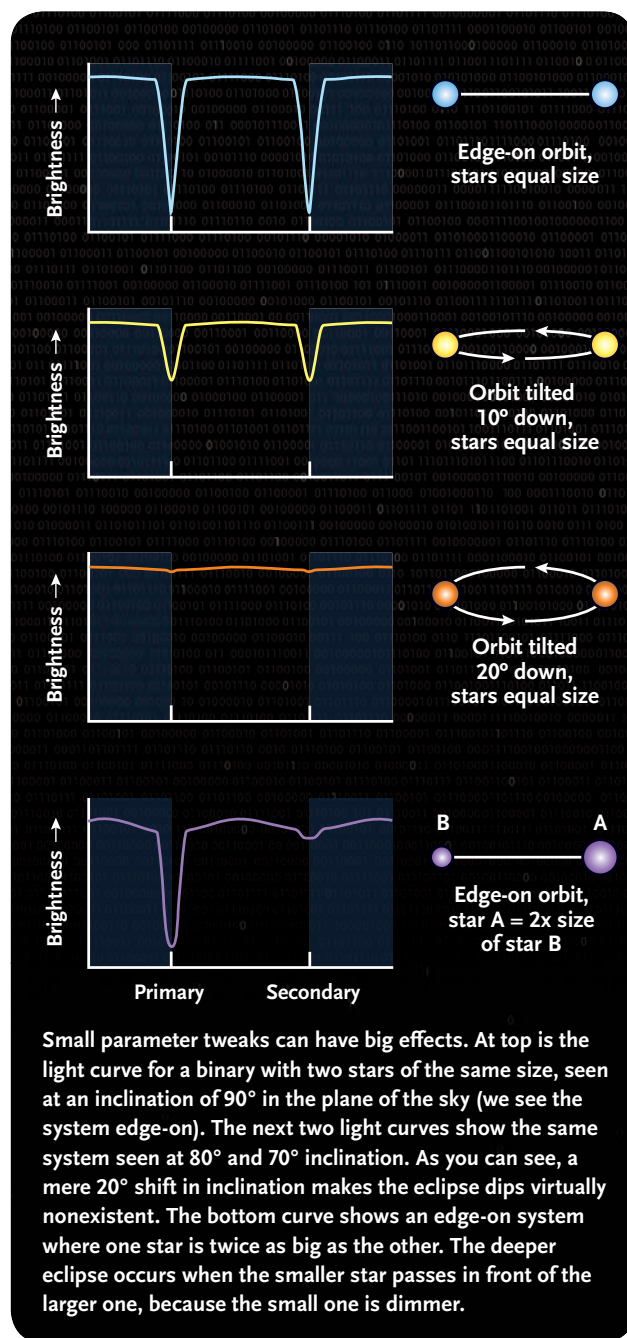 Brightness →
Edge-on orbit,
stars equal size
Brightness →
Orbit tilted
10° down,
stars equal size
Brightness →
Orbit tilted
20° down,
stars equal size
Brightness →
B
A
Edge-on orbit,
star A = 2x size
of star B
Primary
Secondary
Small parameter tweaks can have big effects. At top is the
light curve for a binary with two stars of the same size, seen
at an inclination of 90° in the plane of the sky (we see the
system edge-on). The next two light curves show the same
system seen at 80° and 70° inclination. As you can see, a
mere 20° shift in inclination makes the eclipse dips virtually
nonexistent. The bottom curve shows an edge-on system
where one star is twice as big as the other. The deeper
eclipse occurs when the smaller star passes in front of the
larger one, because the small one is dimmer.